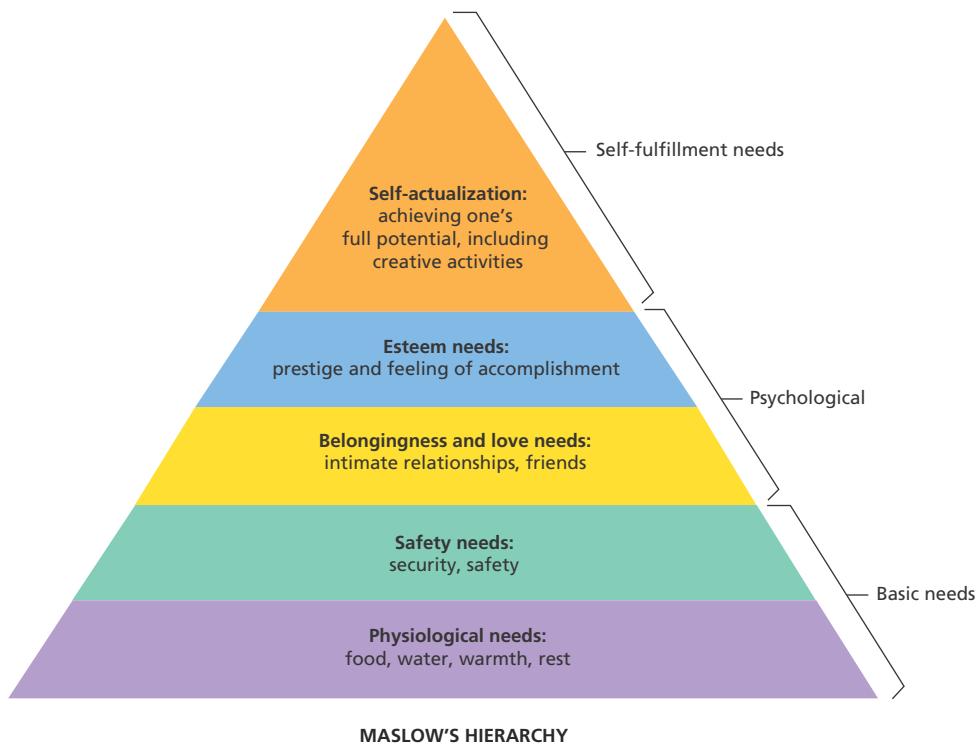 Self-fulfillment needs
Self-actualization:
achieving one's
full potential, including
creative activities
Esteem needs:
prestige and feeling of accomplishment
Psychological
Belongingness and love needs:
intimate relationships, friends
Safety needs:
security, safety
Basic needs
Physiological needs:
food, water, warmth, rest
MASLOW'S HIERARCHY